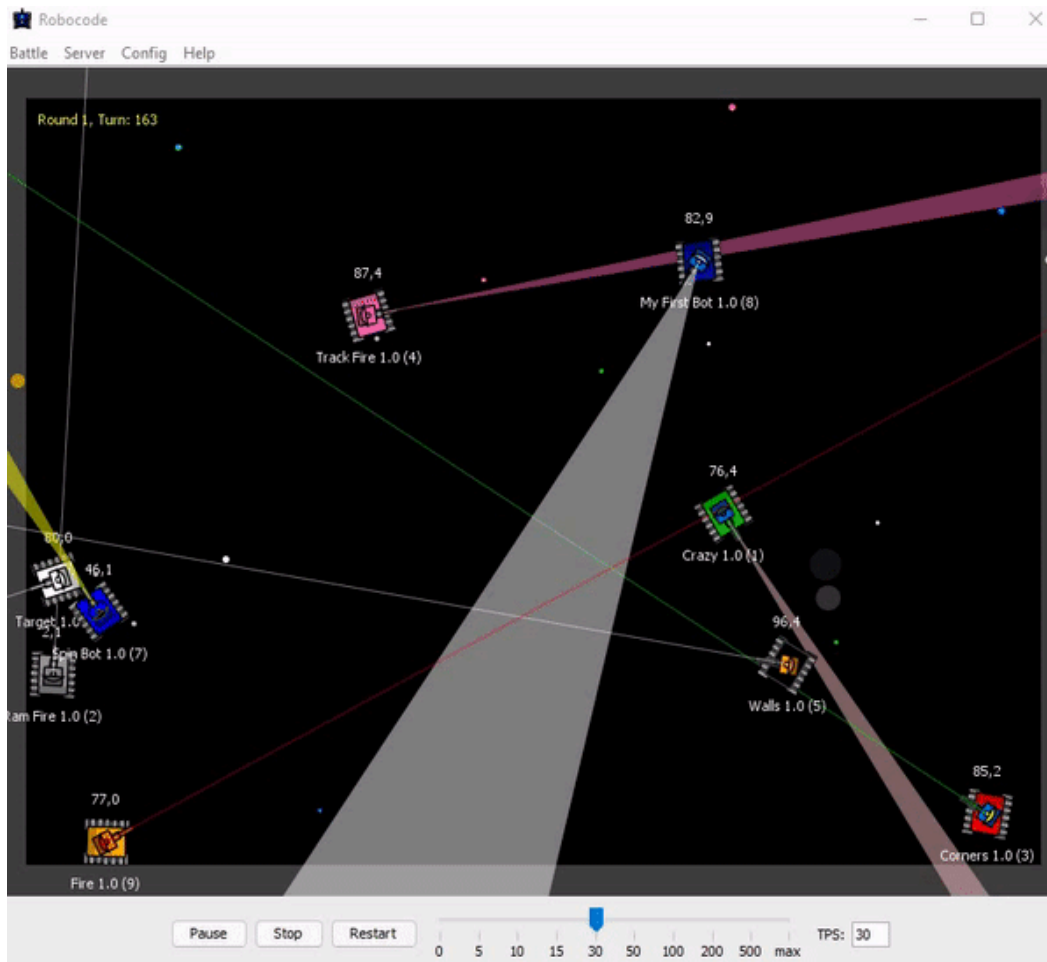 Robocode
Battle Server Config Help
Round 1, Turn: 163
82,9
My First Bot 1.0 (8)
87,4
Track Fire 1.0 (4)
76,4
Crazy 1.0 (1)
80,0
46,1
Target 1.0
2,1
Spin Bot 1.0 (7)
Ram Fire 1.0 (2)
96,4
Walls 1.0 (5)
85,2
Corners 1.0 (3)
77,0
Fire 1.0 (9)
Pause Stop Restart
0 5 10 15 30 50 100 200 500 max
TPS: 30